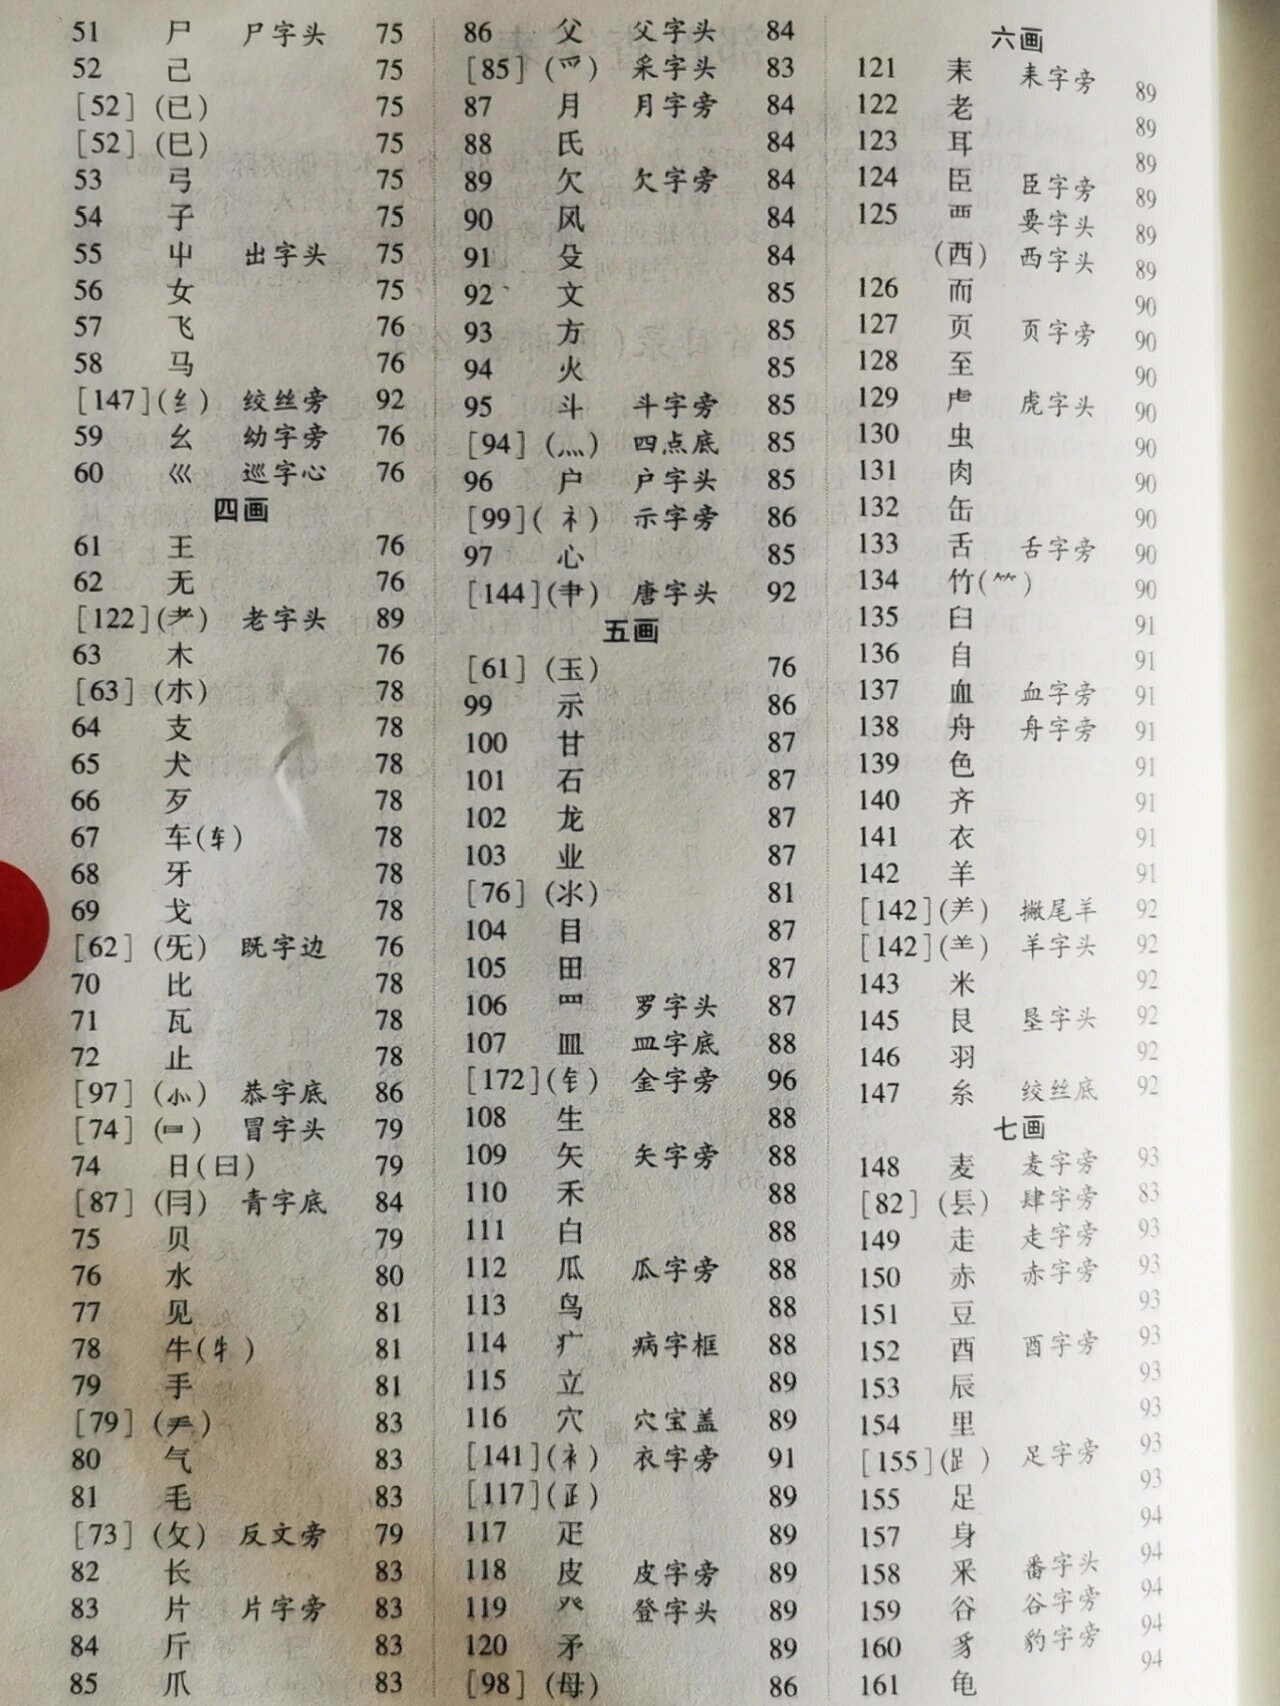 51 尸 尸字头 75
52 己 75
[52] (已) 75
[52] (巳) 75
53 弓 75
54 子 75
55 屮 出字头 75
56 女 75
57 飞 76
58 马 76
[147] (纟) 绞丝旁 92
59 幺 幼字旁 76
60 巛 巡字心 76
四画
61 王 76
62 无 76
[122] (耂) 老字头 89
63 木 76
[63] (朩) 78
64 支 78
65 犬 78
66 歹 78
67 车(车) 78
68 牙 78
69 戈 78
[62] (旡) 既字边 76
70 比 78
71 瓦 78
72 止 78
[97] (⺗) 恭字底 86
[74] (冃) 冒字头 79
74 日(曰) 79
[87] (円) 青字底 84
75 贝 79
76 水 80
77 见 81
78 牛(牜) 81
79 手 81
[79] (龵) 83
80 气 83
81 毛 83
[73] (攵) 反文旁 79
82 长 83
83 片 片字旁 83
84 斤 83
85 爪 83
86 父 父字头 84
[85] (爫) 采字头 83
87 月 月字旁 84
88 氏 84
89 欠 欠字旁 84
90 风 84
91 殳 84
92 文 85
93 方 85
94 火 85
95 斗 斗字旁 85
[94] (灬) 四点底 85
96 户 户字头 85
[99] (礻) 示字旁 86
97 心 85
[144] (肀) 唐字头 92
五画
[61] (玉) 76
99 示 86
100 甘 87
101 石 87
102 龙 87
103 业 87
[76] (氺) 81
104 目 87
105 田 87
106 罒 罗字头 87
107 皿 皿字底 88
[172] (钅) 金字旁 96
108 生 88
109 矢 矢字旁 88
110 禾 88
111 白 88
112 瓜 瓜字旁 88
113 鸟 88
114 疒 病字框 88
115 立 89
116 穴 穴宝盖 89
[141] (衤) 衣字旁 91
[117] (𤴔) 89
117 疋 89
118 皮 皮字旁 89
119 癶 登字头 89
120 矛 89
[98] (母) 86
六画
121 耒 耒字旁 89
122 老 89
123 耳 89
124 臣 臣字旁 89
125 覀 要字头 89
(西) 西字头 89
126 而 90
127 页 页字旁 90
128 至 90
129 虍 虎字头 90
130 虫 90
131 肉 90
132 缶 90
133 舌 舌字旁 90
134 竹(⺮) 90
135 臼 91
136 自 91
137 血 血字旁 91
138 舟 舟字旁 91
139 色 91
140 齐 91
141 衣 91
142 羊 91
[142] (⺶) 撇尾羊 92
[142] (⺷) 羊字头 92
143 米 92
145 艮 垦字头 92
146 羽 92
147 糸 绞丝底 92
七画
148 麦 麦字旁 93
[82] (镸) 肆字旁 83
149 走 走字旁 93
150 赤 赤字旁 93
151 豆 93
152 酉 酉字旁 93
153 辰 93
154 里 93
[155] (⻊) 足字旁 93
155 足 93
157 身 94
158 釆 番字头 94
159 谷 谷字旁 94
160 豸 豹字旁 94
161 龟 94